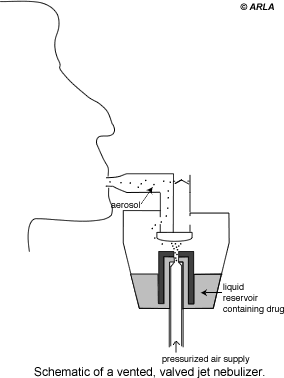 © ARLA
aerosol
liquid
reservoir
containing drug
pressurized air supply
Schematic of a vented, valved jet nebulizer.